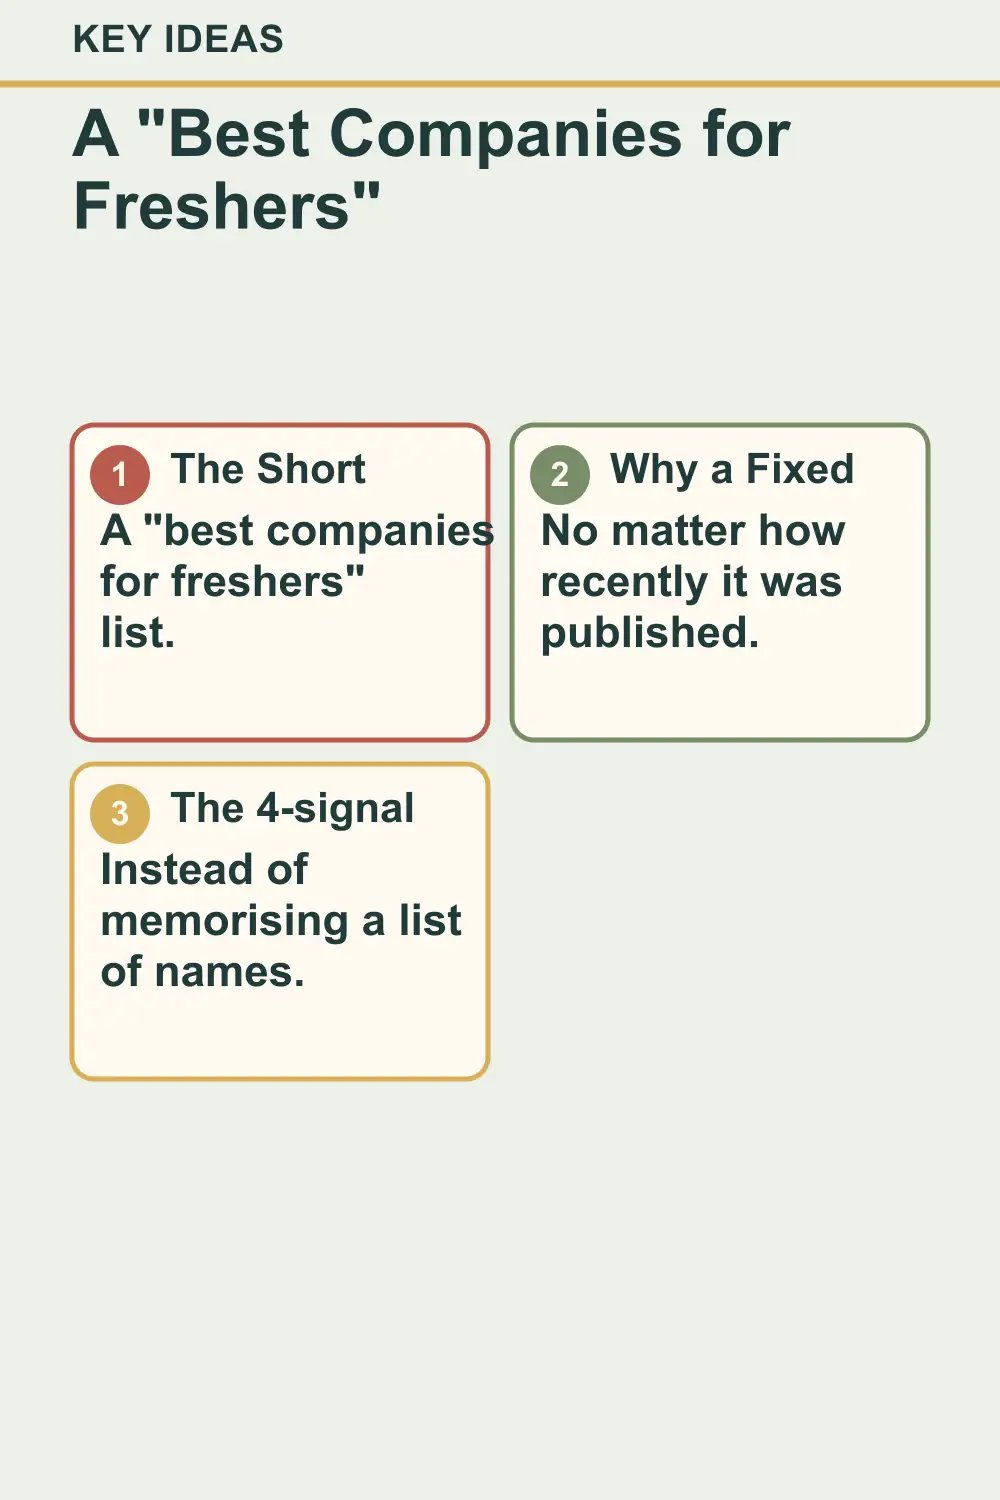 KEY IDEAS
A "Best Companies for
Freshers"
1 The Short
A "best companies
for freshers"
list.
2 Why a Fixed
No matter how
recently it was
published.
3 The 4-signal
Instead of
memorising a list
of names.